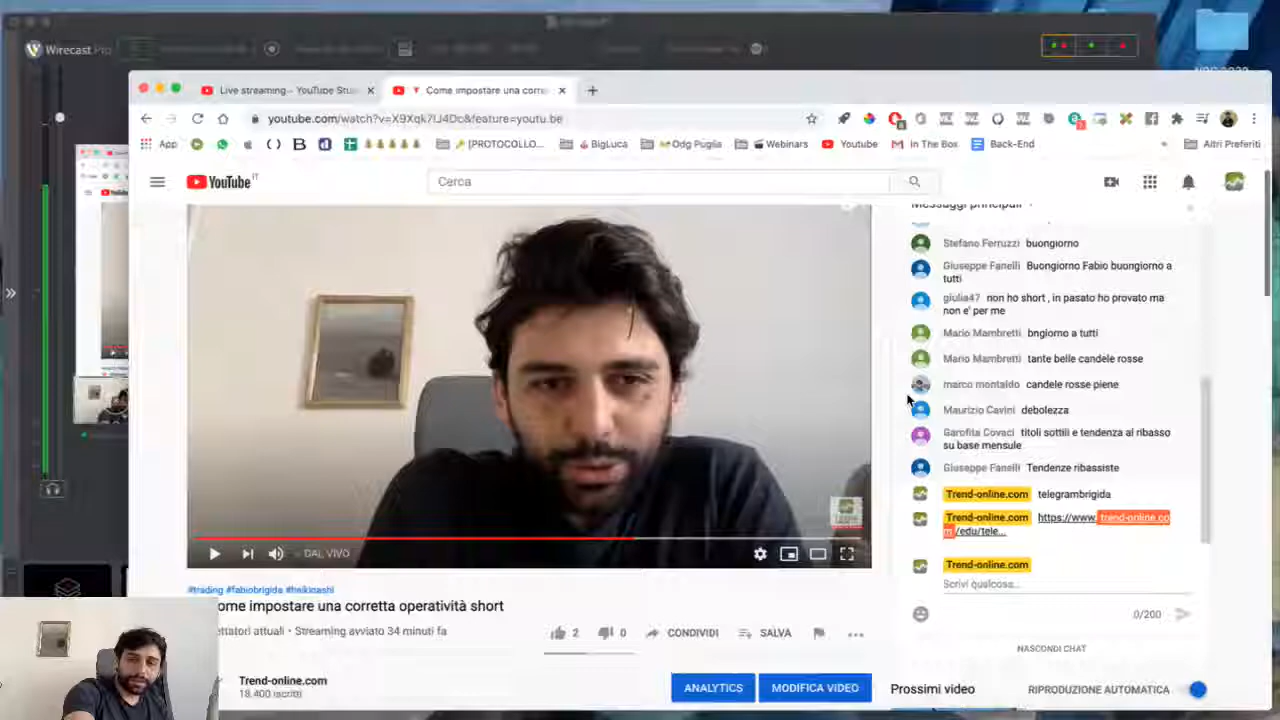 Wirecast Pro
Live streaming - YouTube Stu
Come impostare una corre
youtube.com/watch?v=X9Xqk7IJ4Dc&feature=youtu.be
App
[PROTOCOLLO...
BigLuca
Odg Puglia
Webinars
Youtube
In The Box
Back-End
Altri Preferiti
YouTube IT
Cerca
Messaggi principali
Stefano Ferruzzi buongiorno
Giuseppe Fanelli Buongiorno Fabio buongiorno a
tutti
giulia47 non ho short , in pasato ho provato ma
non e' per me
Mario Mambretti bngiorno a tutti
Mario Mambretti tante belle candele rosse
marco montaldo candele rosse piene
Maurizio Cavini debolezza
Garofita Covaci titoli sottili e tendenza al ribasso
su base mensule
Giuseppe Fanelli Tendenze ribassiste
Trend-online.com telegrambrigida
Trend-online.com https://www.trend-online.co
m/edu/tele...
Trend-online.com
Scrivi qualcosa...
0/200
NASCONDI CHAT
DAL VIVO
#trading #fabiobrigida #heikinashi
ome impostare una corretta operatività short
ettatori attuali • Streaming avviato 34 minuti fa
2
0
CONDIVIDI
SALVA
Trend-online.com
18.400 iscritti
ANALYTICS
MODIFICA VIDEO
Prossimi video
RIPRODUZIONE AUTOMATICA